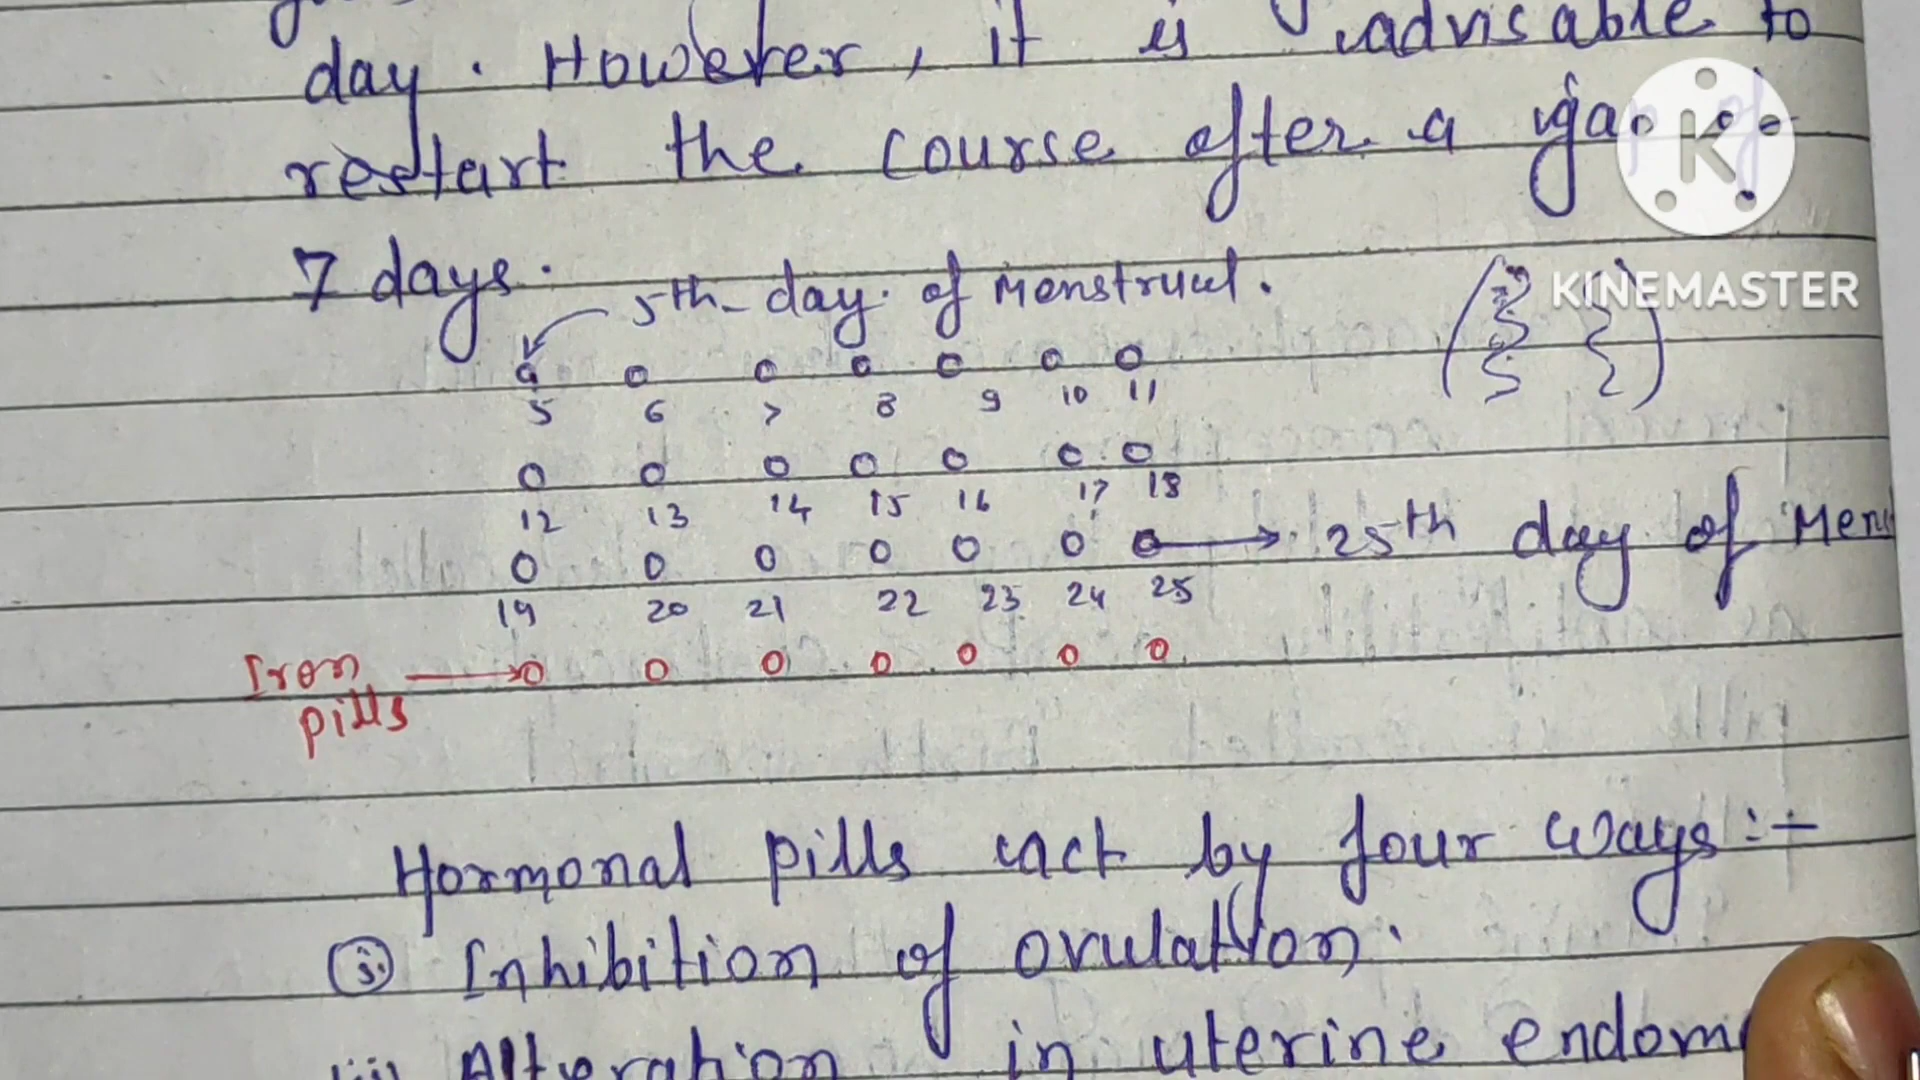 day. However, it is advisable to
restart the course after a gap of
7 days.
5th day of Menstrual.
5 6 7 8 9 10 11
12 13 14 15 16 17 18
25th day of Men
19 20 21 22 23 24 25
Iron
pills
Hormonal pills act by four ways :-
(i) Inhibition of ovulation.
(ii) Alteration in uterine endom
KINEMASTER